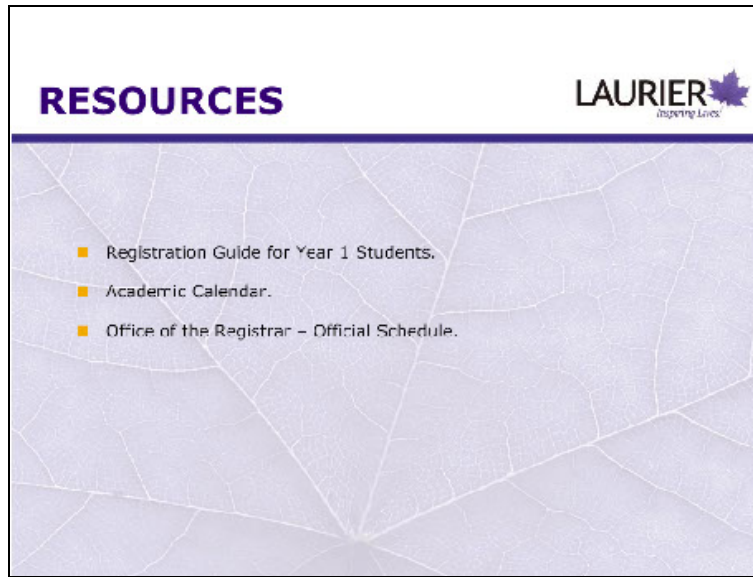 RESOURCES
LAURIER
Inspiring Lives!
Registration Guide for Year 1 Students.
Academic Calendar.
Office of the Registrar – Official Schedule.